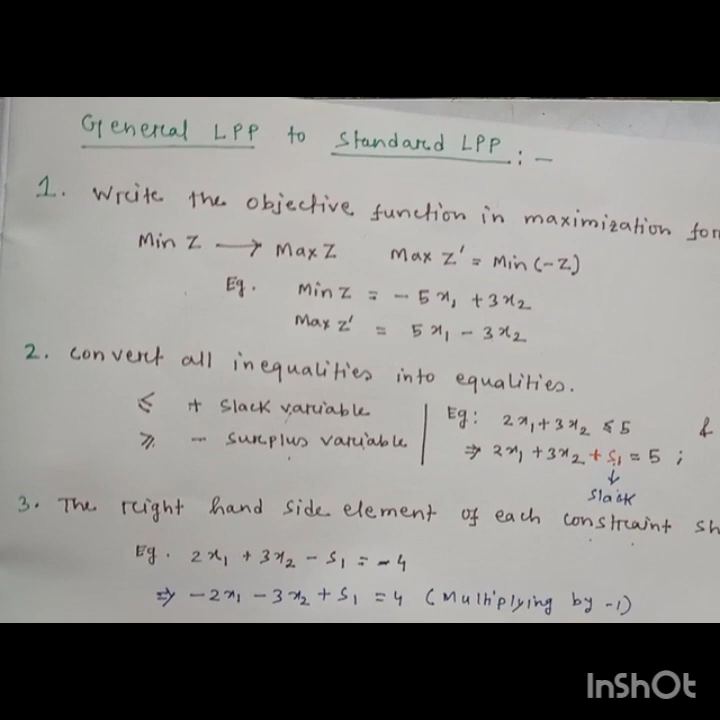 General LPP to Standard LPP : -
1. Write the objective function in maximization for
Min Z → Max Z Max Z' = Min (-Z)
Eg. Min Z = - 5x₁ + 3x₂
Max Z' = 5x₁ - 3x₂
2. Convert all inequalities into equalities.
≤ + Slack variable
≥ - Surplus variable
Eg: 2x₁ + 3x₂ ≤ 5 &
⇒ 2x₁ + 3x₂ + S₁ = 5 ;
↓
Slack
3. The right hand side element of each constraint sh
Eg. 2x₁ + 3x₂ - S₁ = -4
⇒ -2x₁ - 3x₂ + S₁ = 4 (Multiplying by -1)
InShOt